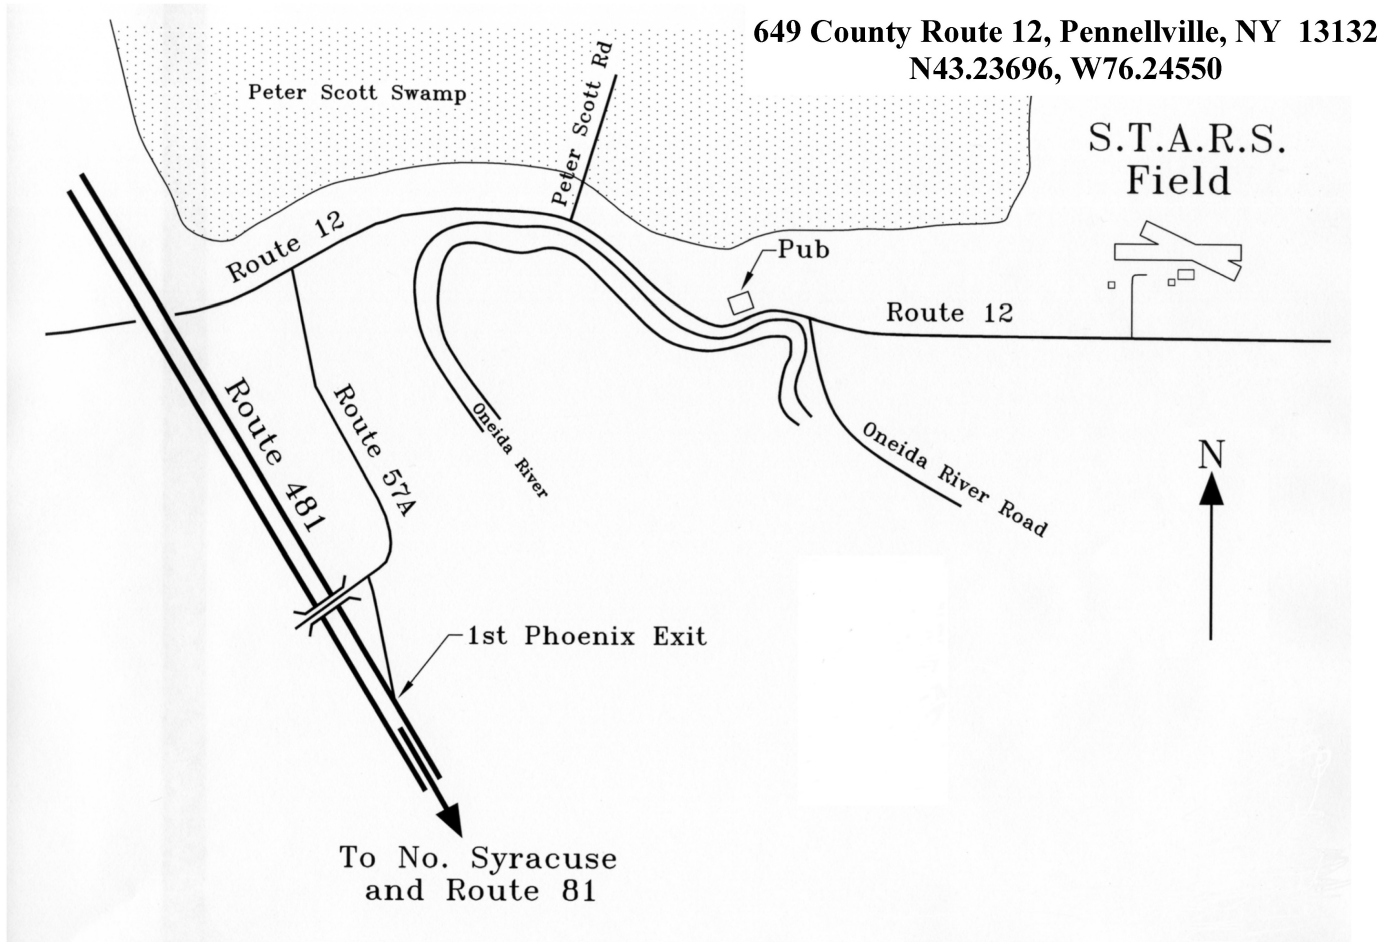 649 County Route 12, Pennellville, NY 13132
N43.23696, W76.24550
Peter Scott Swamp
Peter Scott Rd
S.T.A.R.S.
Field
Route 12
Pub
Route 12
Route 481
Route 57A
Oneida River
Oneida River Road
N
1st Phoenix Exit
To No. Syracuse
and Route 81